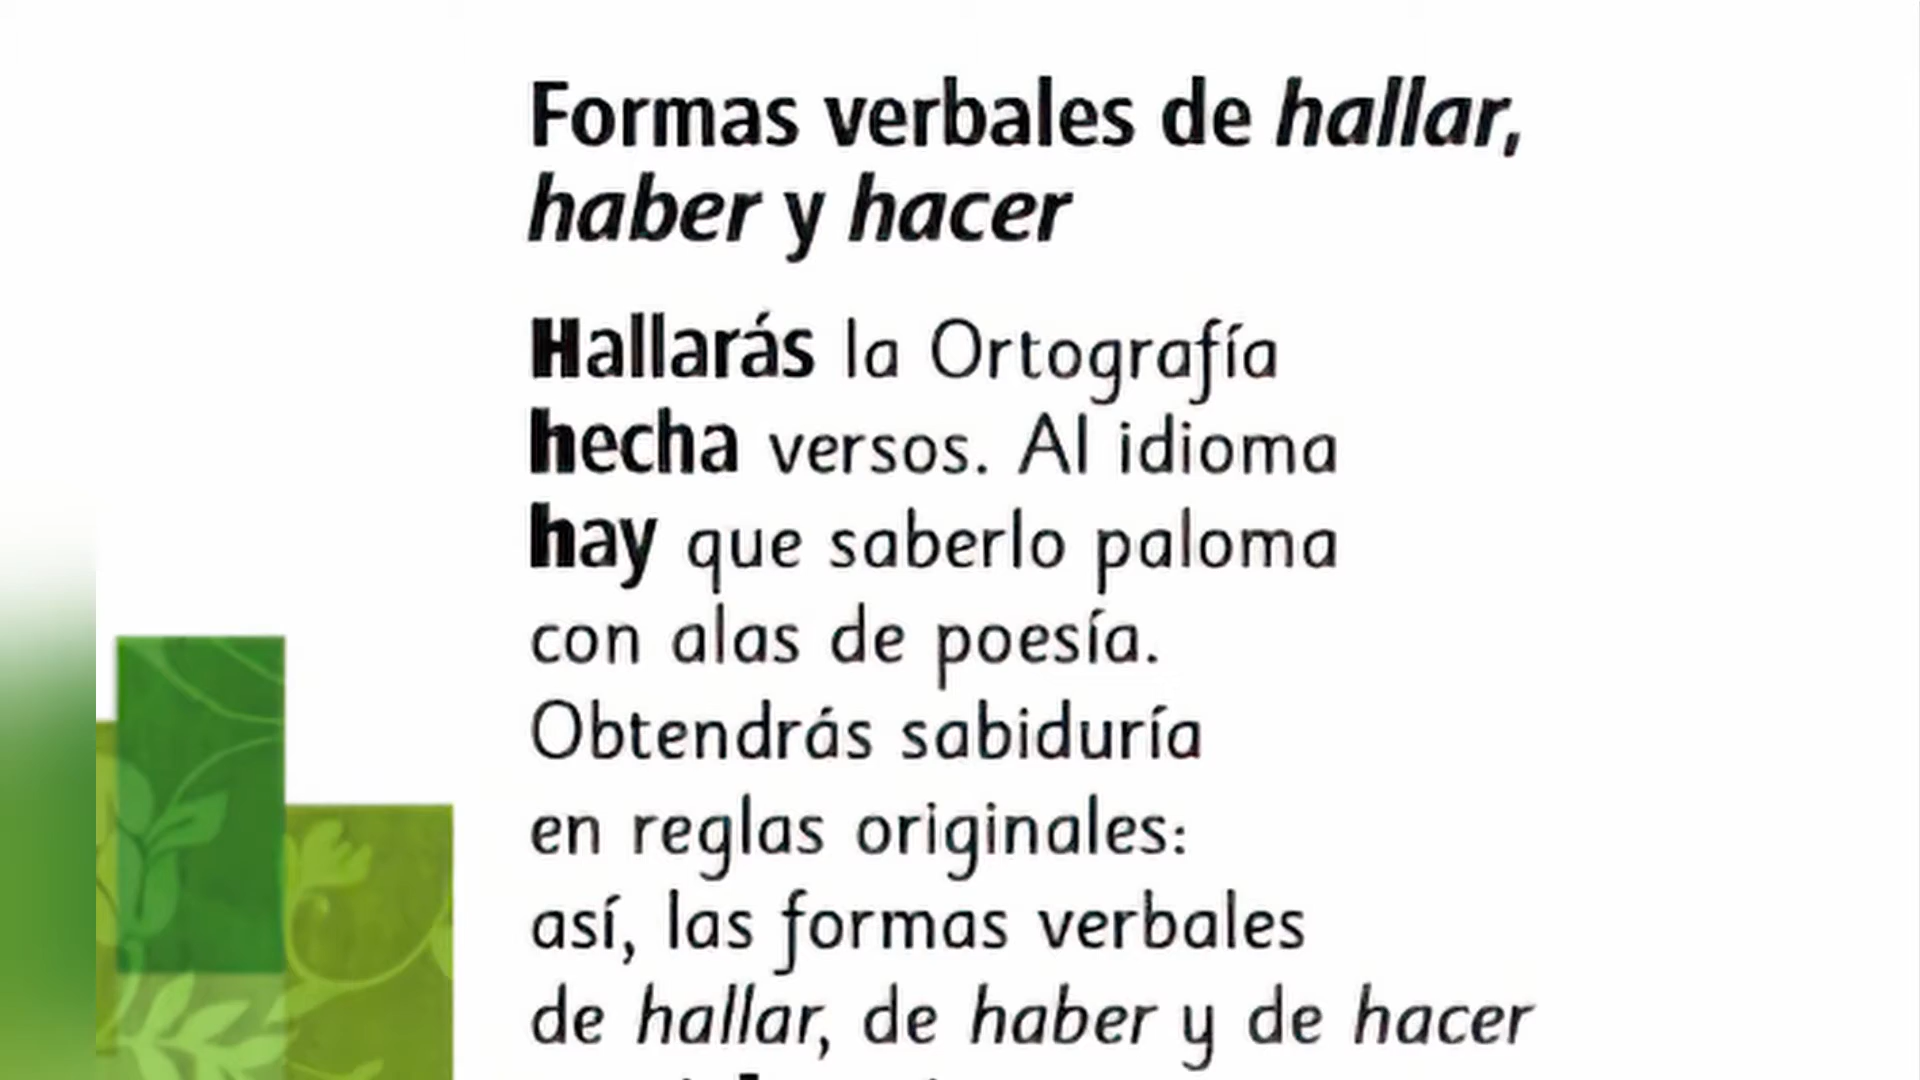 Formas verbales de hallar,
haber y hacer
Hallarás la Ortografía
hecha versos. Al idioma
hay que saberlo paloma
con alas de poesía.
Obtendrás sabiduría
en reglas originales:
así, las formas verbales
de hallar, de haber y de hacer